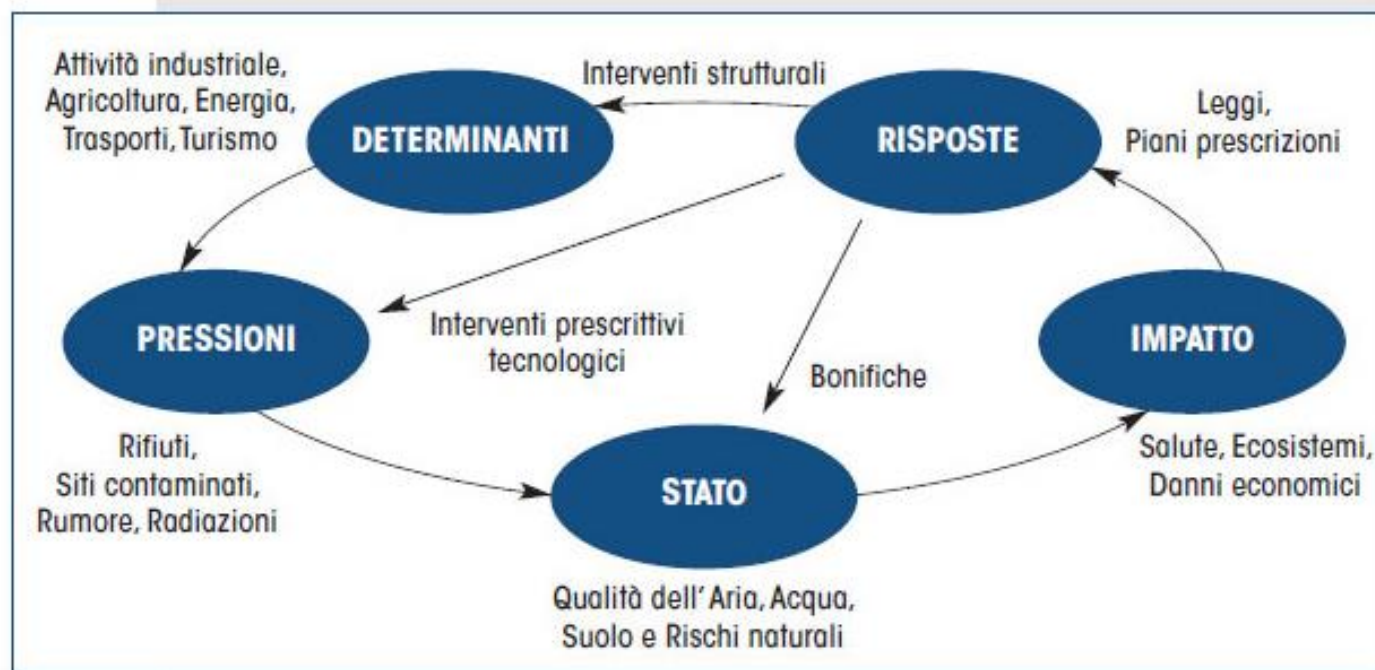 Attività industriale,
Agricoltura, Energia,
Trasporti, Turismo
DETERMINANTI
Interventi strutturali
RISPOSTE
Leggi,
Piani prescrizioni
PRESSIONI
Interventi prescrittivi
tecnologici
Bonifiche
IMPATTO
Rifiuti,
Siti contaminati,
Rumore, Radiazioni
STATO
Salute, Ecosistemi,
Danni economici
Qualità dell'Aria, Acqua,
Suolo e Rischi naturali